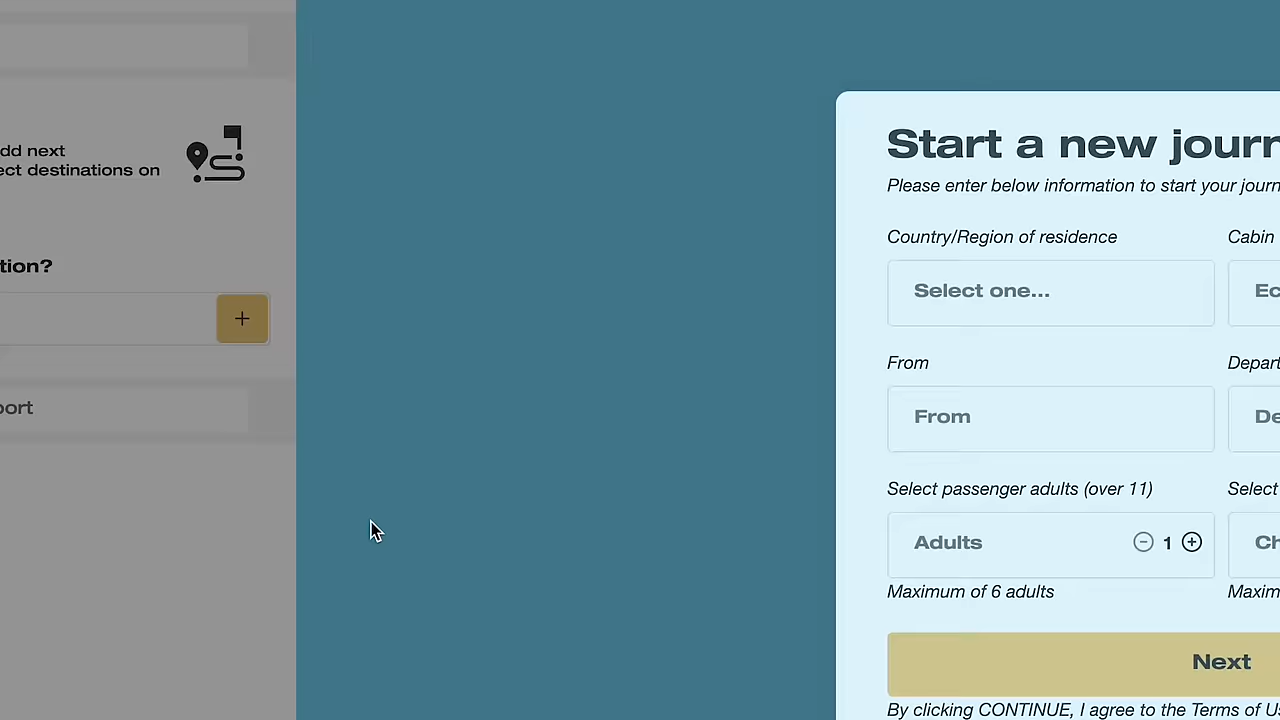 dd next
ect destinations on
tion?
+
port
Start a new journ
Please enter below information to start your journ
Country/Region of residence
Cabin
Select one...
Ec
From
Depart
From
De
Select passenger adults (over 11)
Select
Adults
1
Ch
Maximum of 6 adults
Maxim
Next
By clicking CONTINUE, I agree to the Terms of Us